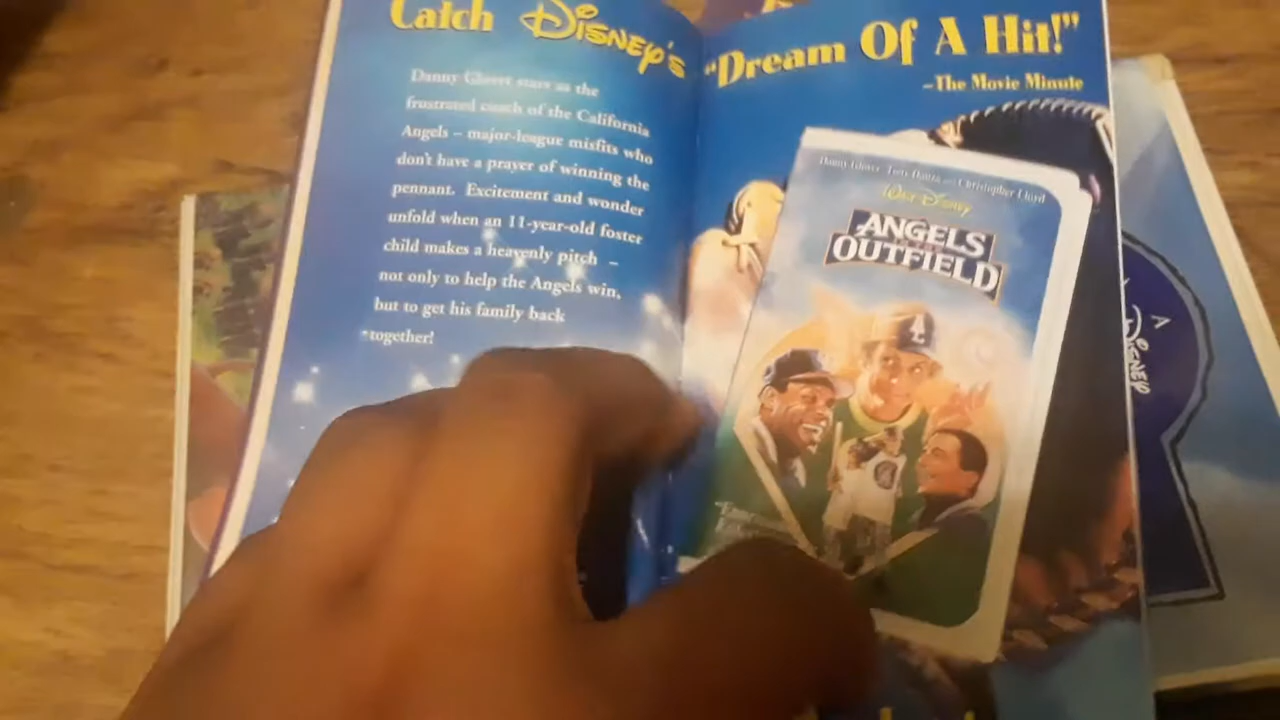 Catch Disney's "Dream Of A Hit!"
–The Movie Minute
Danny Glover stars as the
frustrated coach of the California
Angels – major-league misfits who
don't have a prayer of winning the
pennant. Excitement and wonder
unfold when an 11-year-old foster
child makes a heavenly pitch –
not only to help the Angels win,
but to get his family back
together!
Danny Glover, Tony Danza and Christopher Lloyd
Walt Disney
ANGELS
OUTFIELD
A
Disney